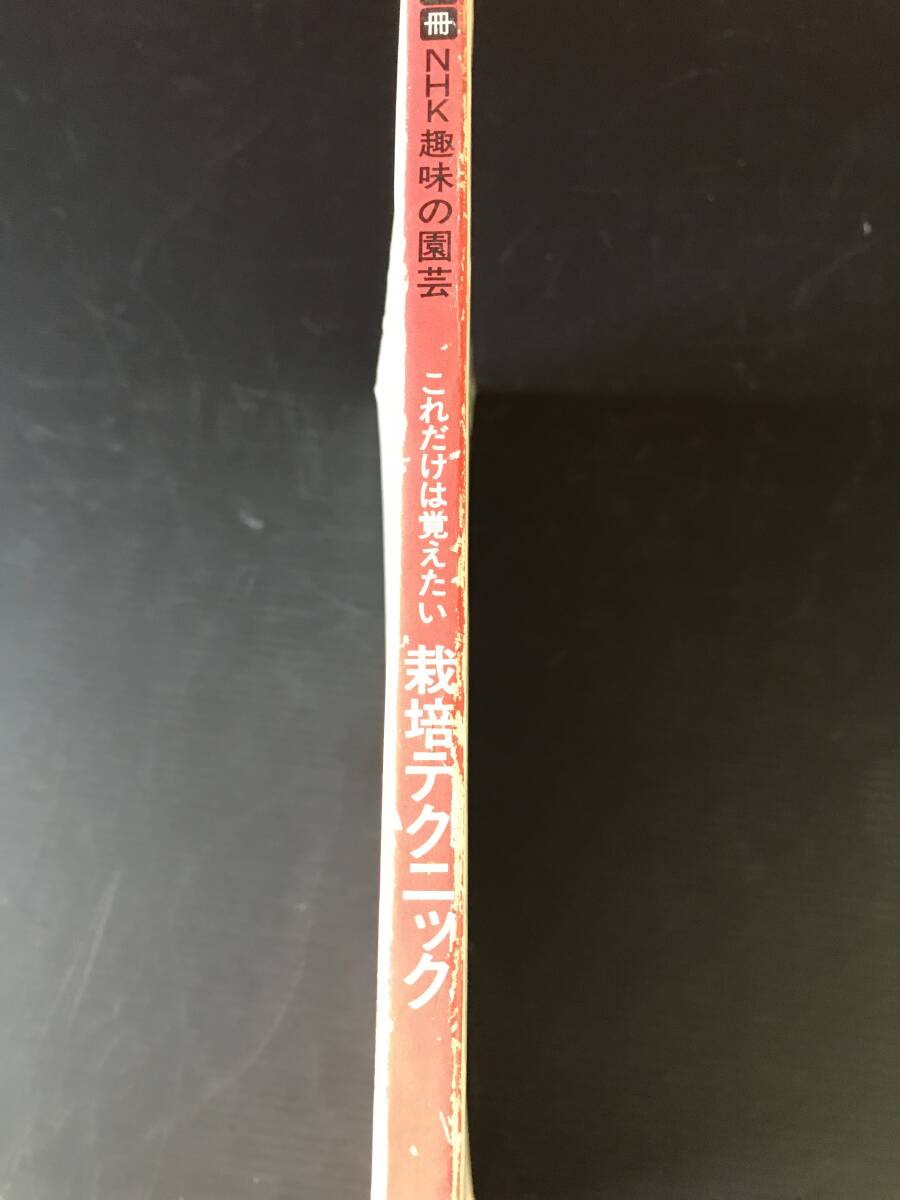 冊
NHK趣味の園芸
これだけは覚えたい
栽培テクニック